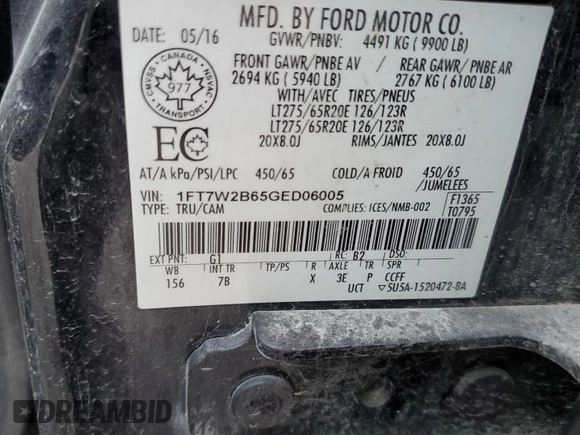 MFD. BY FORD MOTOR CO.
DATE: 05/16 GVWR/PNBV: 4491 KG ( 9900 LB)
FRONT GAWR/PNBE AV / REAR GAWR/ PNBE AR
2694 KG ( 5940 LB) 2767 KG ( 6100 LB)
WITH/AVEC TIRES/PNEUS
LT275/65R20E 126/123R
LT275/65R20E 126/123R
20X8.0J RIMS/JANTES 20X8.0J
CANADA
CMVSS NSVAC
977
TRANSPORT
EC
AT/A kPa/PSI/LPC 450/65 COLD/A FROID 450/65
/JUMELEES
VIN: 1FT7W2B65GED06005
TYPE: TRU/CAM COMPLIES: ICES/NMB-002
F1365
T0795
EXT PNT: G1 RC: B2 DSO:
WB INT TR TP/PS R AXLE TR CCFF
156 7B X 3E P
UCT ▽5U5A-1520472-BA
DREAMBID